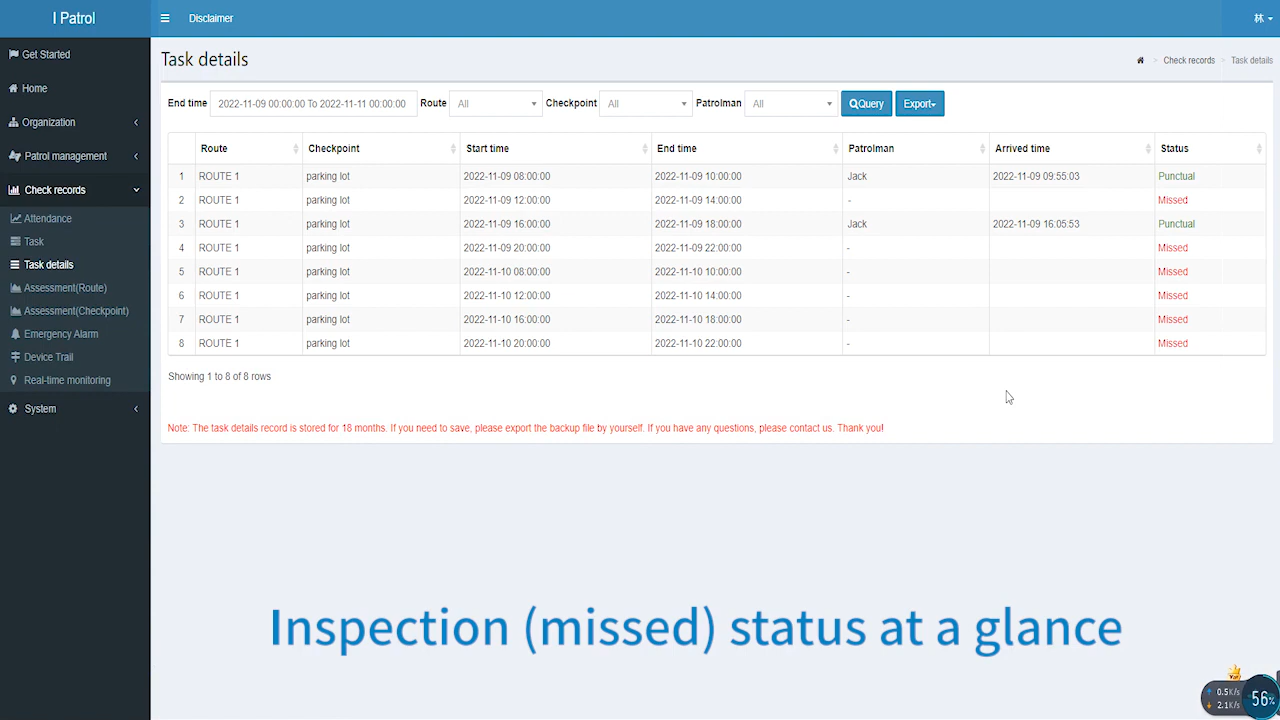 I Patrol
Disclaimer
林
Get Started
Home
Organization
Patrol management
Check records
Attendance
Task
Task details
Assessment(Route)
Assessment(Checkpoint)
Emergency Alarm
Device Trail
Real-time monitoring
System
Task details
Check records > Task details
End time 2022-11-09 00:00:00 To 2022-11-11 00:00:00 Route All Checkpoint All Patrolman All Query Export
Route Checkpoint Start time End time Patrolman Arrived time Status
1 ROUTE 1 parking lot 2022-11-09 08:00:00 2022-11-09 10:00:00 Jack 2022-11-09 09:55:03 Punctual
2 ROUTE 1 parking lot 2022-11-09 12:00:00 2022-11-09 14:00:00 - Missed
3 ROUTE 1 parking lot 2022-11-09 16:00:00 2022-11-09 18:00:00 Jack 2022-11-09 16:05:53 Punctual
4 ROUTE 1 parking lot 2022-11-09 20:00:00 2022-11-09 22:00:00 - Missed
5 ROUTE 1 parking lot 2022-11-10 08:00:00 2022-11-10 10:00:00 - Missed
6 ROUTE 1 parking lot 2022-11-10 12:00:00 2022-11-10 14:00:00 - Missed
7 ROUTE 1 parking lot 2022-11-10 16:00:00 2022-11-10 18:00:00 - Missed
8 ROUTE 1 parking lot 2022-11-10 20:00:00 2022-11-10 22:00:00 - Missed
Showing 1 to 8 of 8 rows
Note: The task details record is stored for 18 months. If you need to save, please export the backup file by yourself. If you have any questions, please contact us. Thank you!
Inspection (missed) status at a glance
0.5K/s
2.1K/s
56%